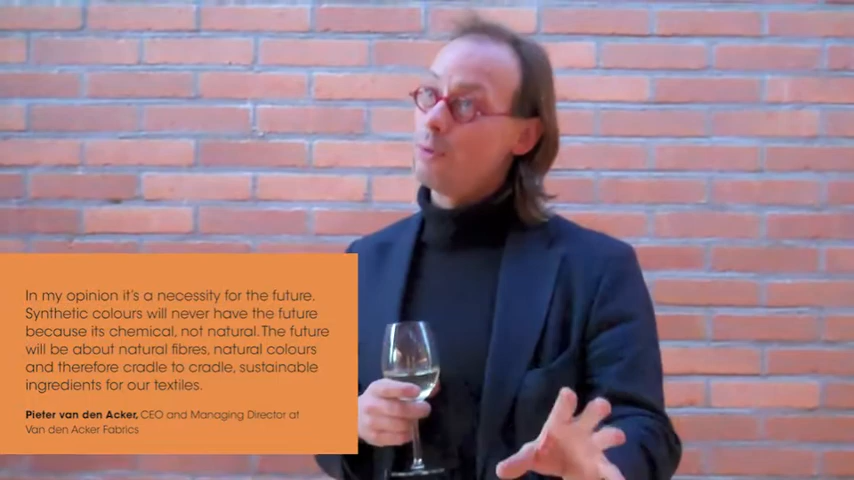 In my opinion it's a necessity for the future.
Synthetic colours will never have the future
because its chemical, not natural. The future
will be about natural fibres, natural colours
and therefore cradle to cradle, sustainable
ingredients for our textiles.
Pieter van den Acker, CEO and Managing Director at
Van den Acker Fabrics